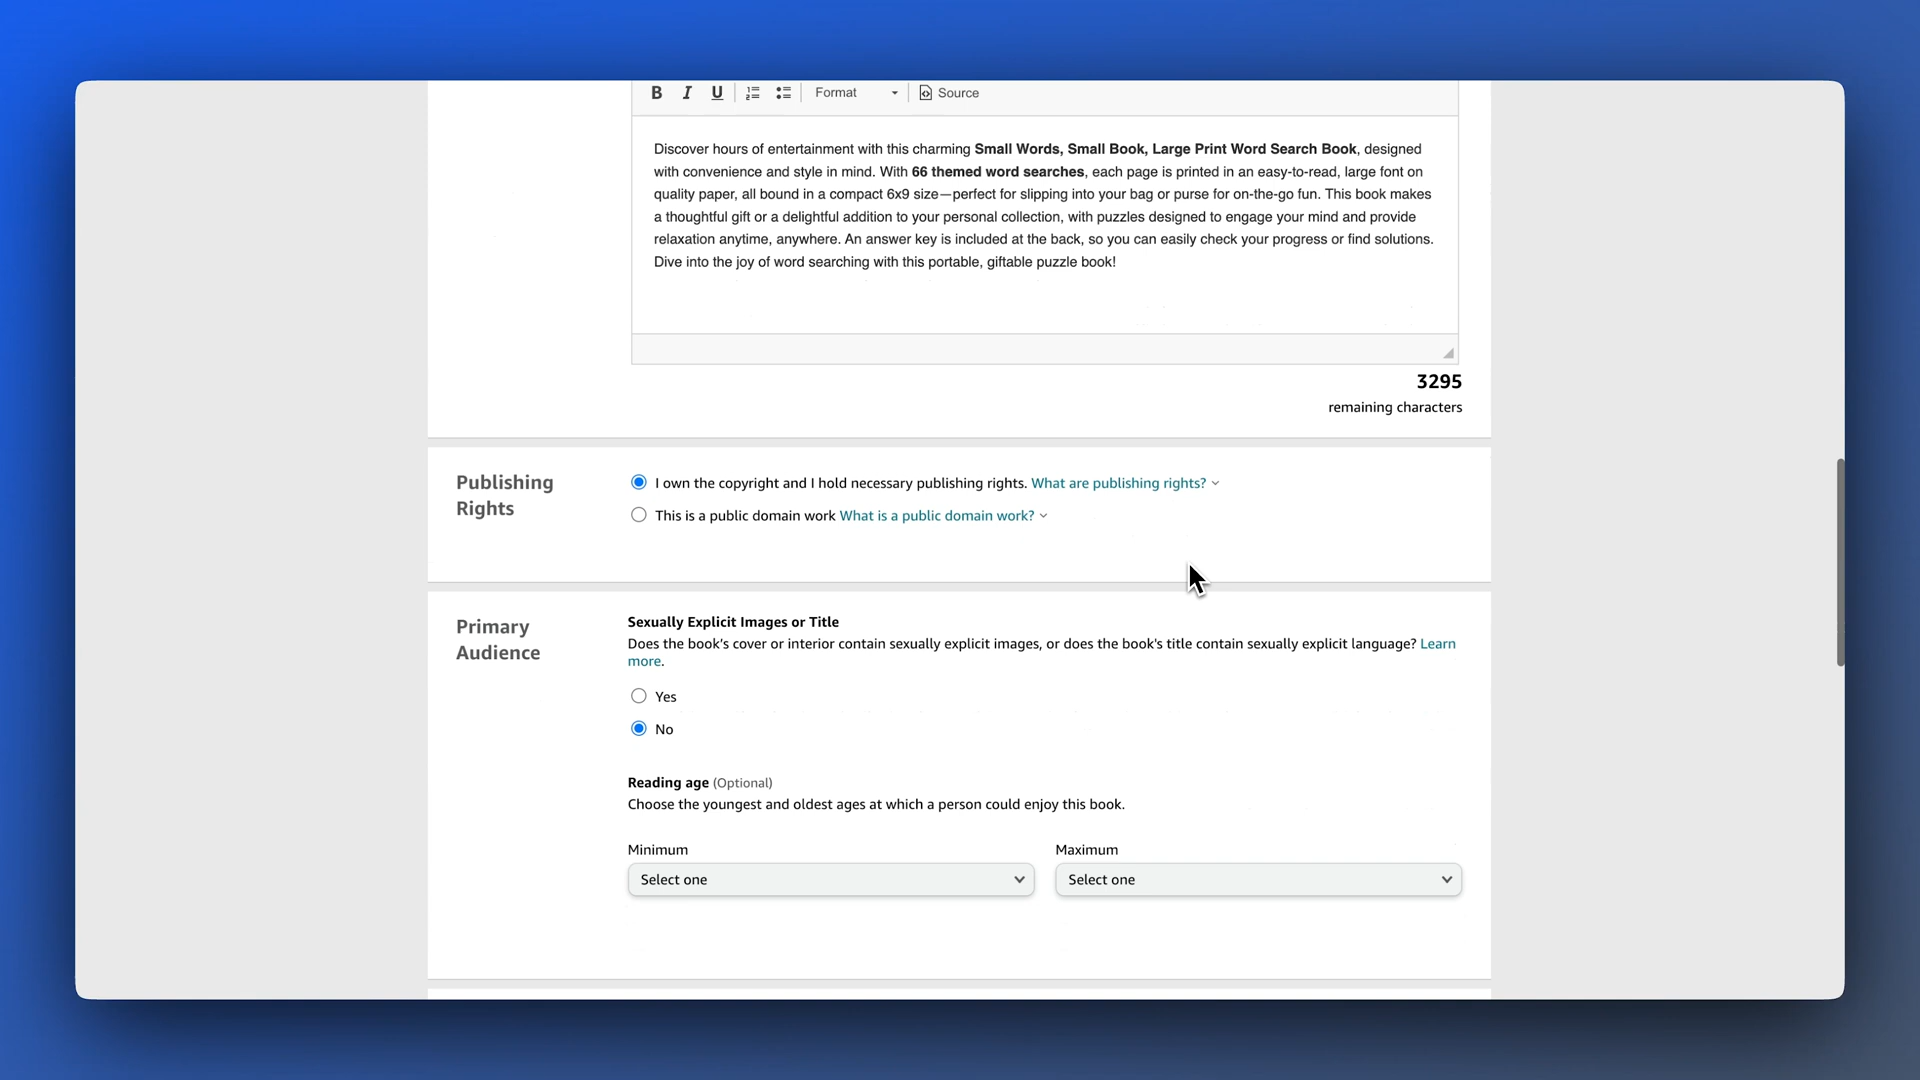 B I U Format Source
Discover hours of entertainment with this charming Small Words, Small Book, Large Print Word Search Book, designed
with convenience and style in mind. With 66 themed word searches, each page is printed in an easy-to-read, large font on
quality paper, all bound in a compact 6x9 size—perfect for slipping into your bag or purse for on-the-go fun. This book makes
a thoughtful gift or a delightful addition to your personal collection, with puzzles designed to engage your mind and provide
relaxation anytime, anywhere. An answer key is included at the back, so you can easily check your progress or find solutions.
Dive into the joy of word searching with this portable, giftable puzzle book!
3295
remaining characters
Publishing
Rights
I own the copyright and I hold necessary publishing rights. What are publishing rights?
This is a public domain work What is a public domain work?
Primary
Audience
Sexually Explicit Images or Title
Does the book's cover or interior contain sexually explicit images, or does the book's title contain sexually explicit language? Learn
more.
Yes
No
Reading age (Optional)
Choose the youngest and oldest ages at which a person could enjoy this book.
Minimum Maximum
Select one Select one